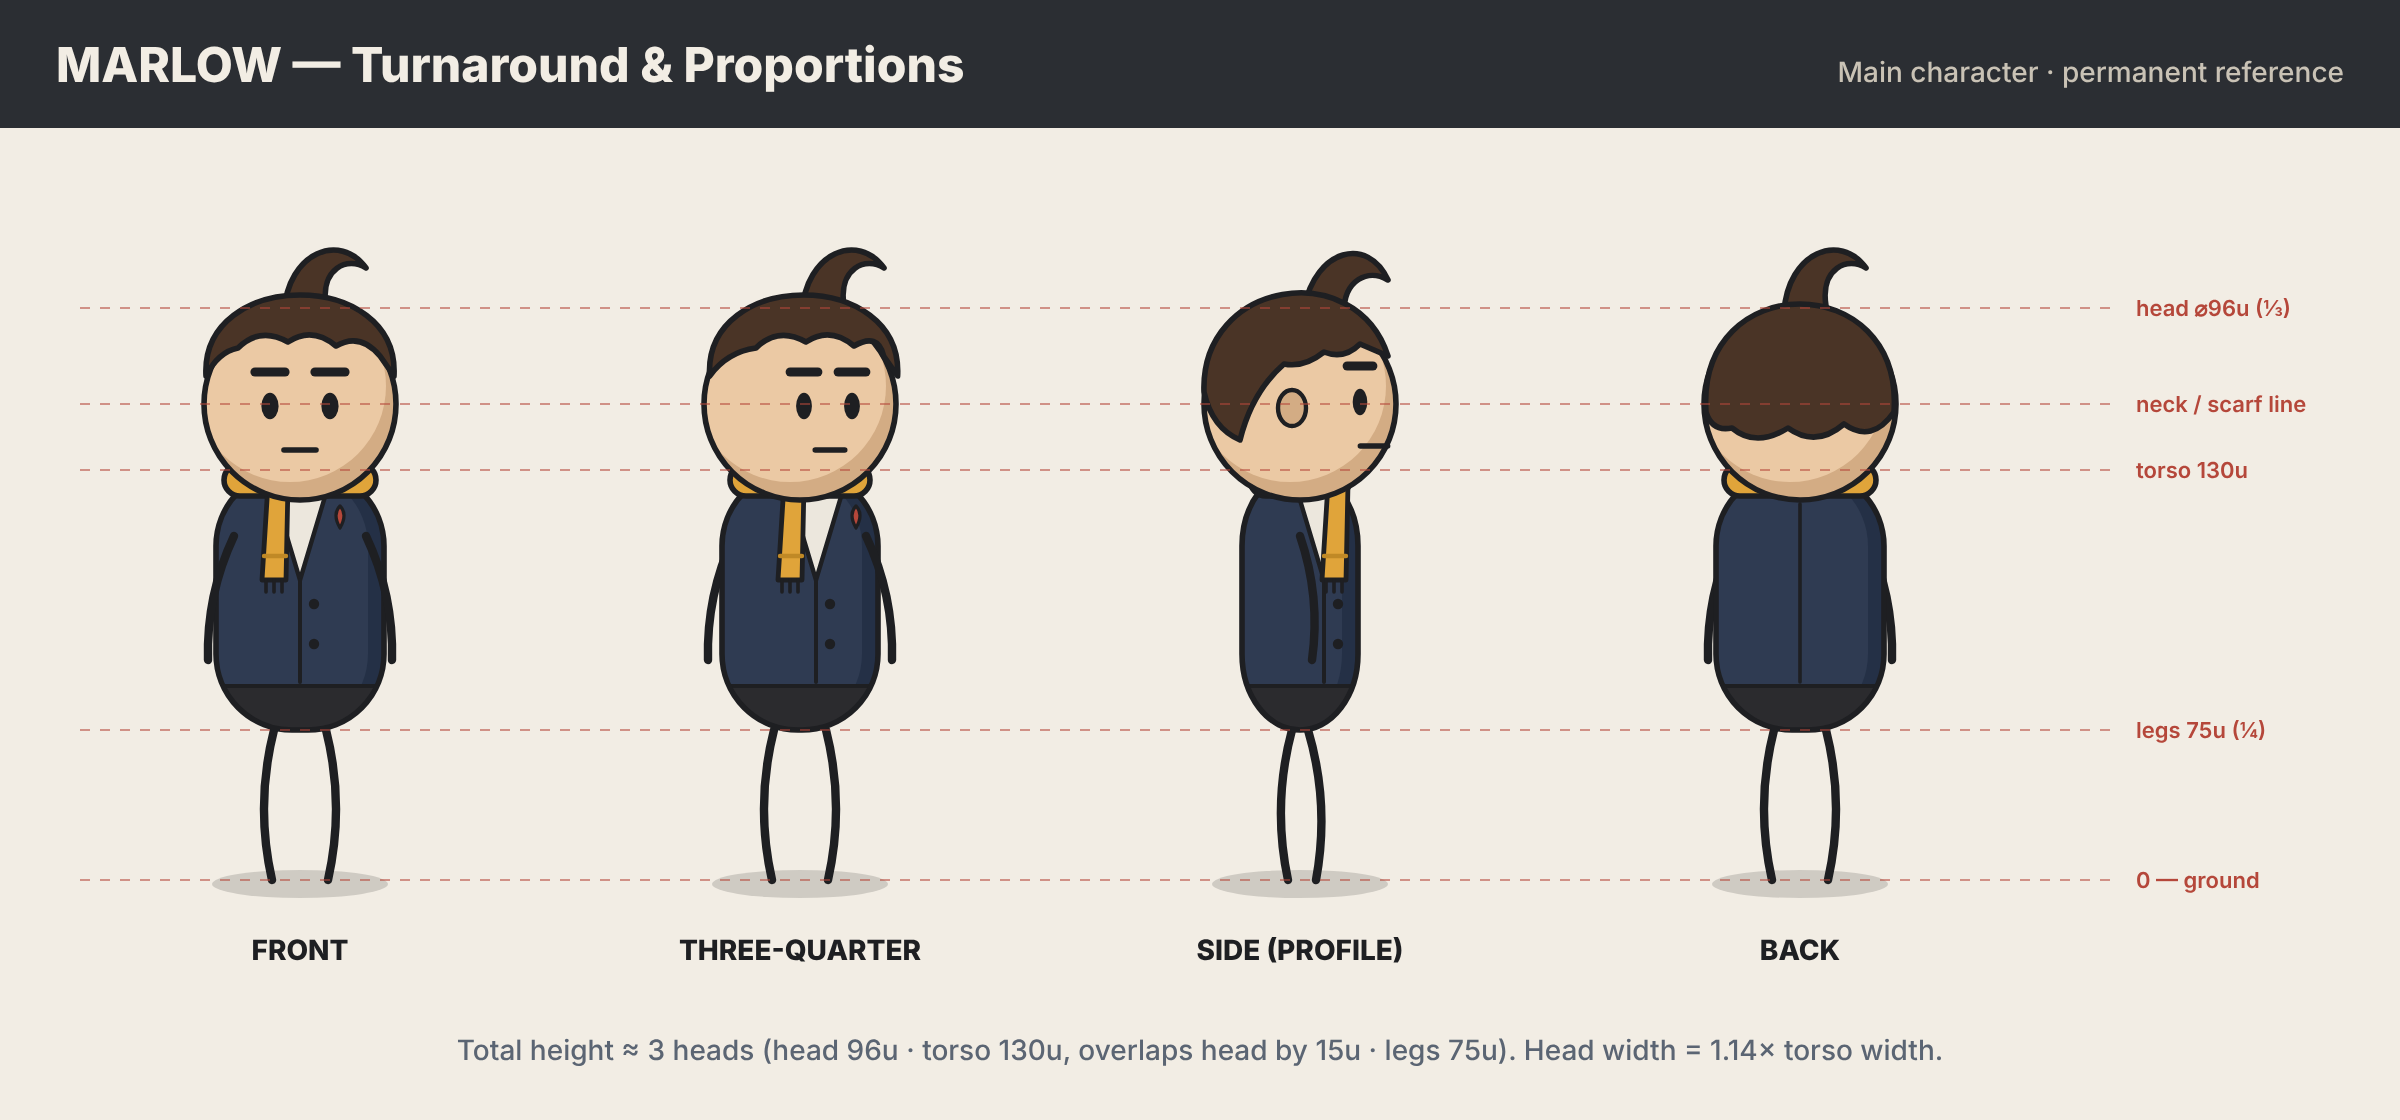 MARLOW — Turnaround & Proportions
Main character · permanent reference
head ⌀96u (⅓)
neck / scarf line
torso 130u
legs 75u (¼)
0 — ground
FRONT
THREE-QUARTER
SIDE (PROFILE)
BACK
Total height ≈ 3 heads (head 96u · torso 130u, overlaps head by 15u · legs 75u). Head width = 1.14× torso width.